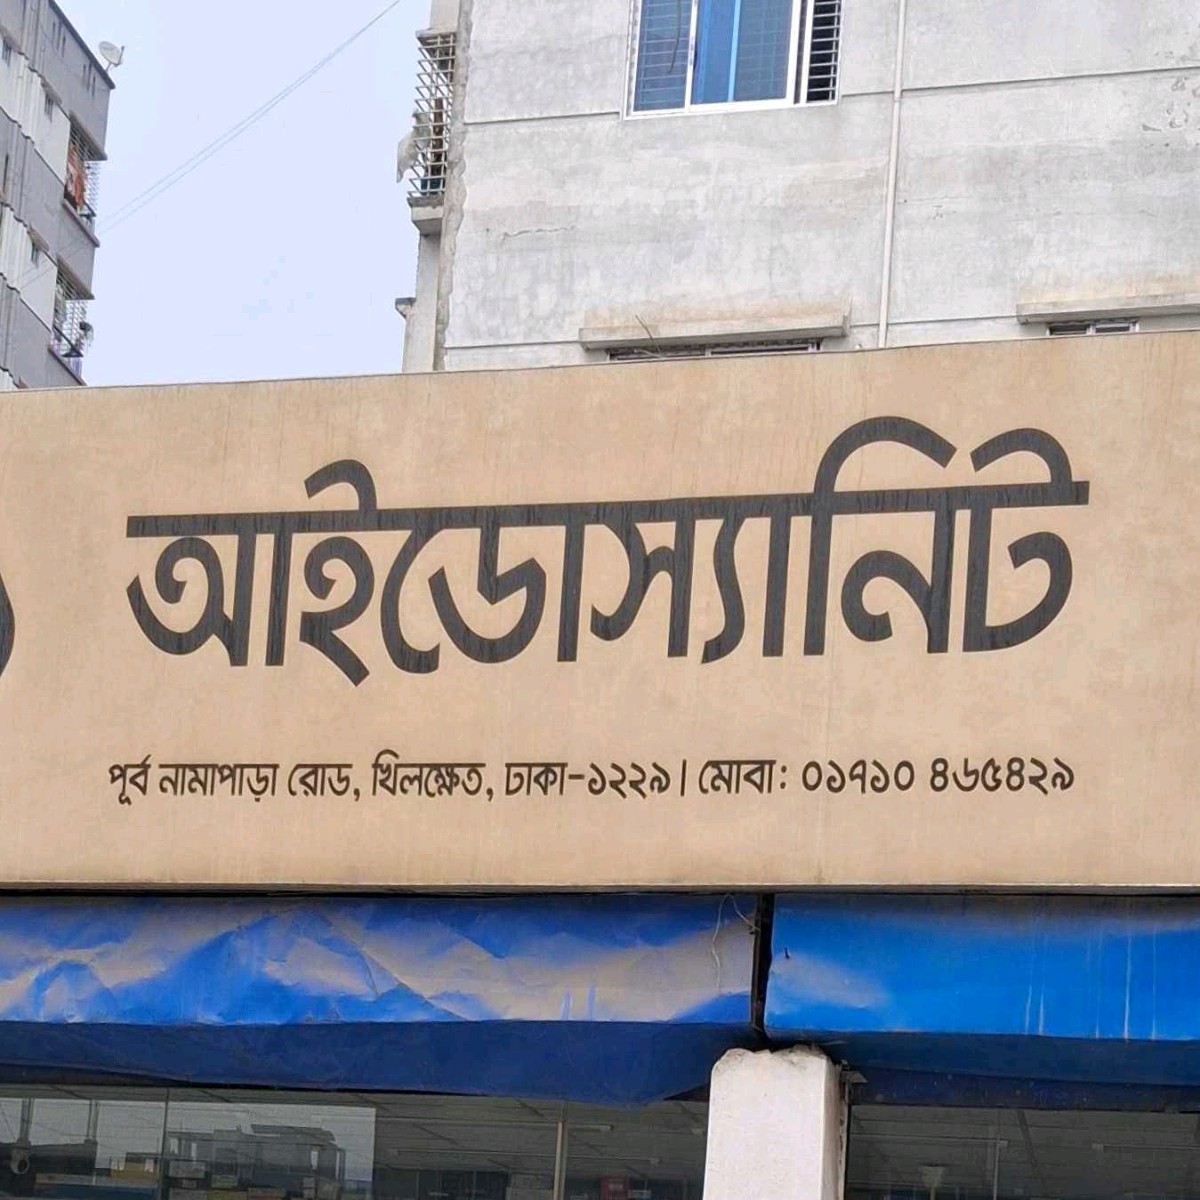 আইডোস্যানিট
পূর্ব নামাপাড়া রোড, খিলক্ষেত, ঢাকা-১২২৯ | মোবা: ০১৭১০ ৪৬৫৪২৯